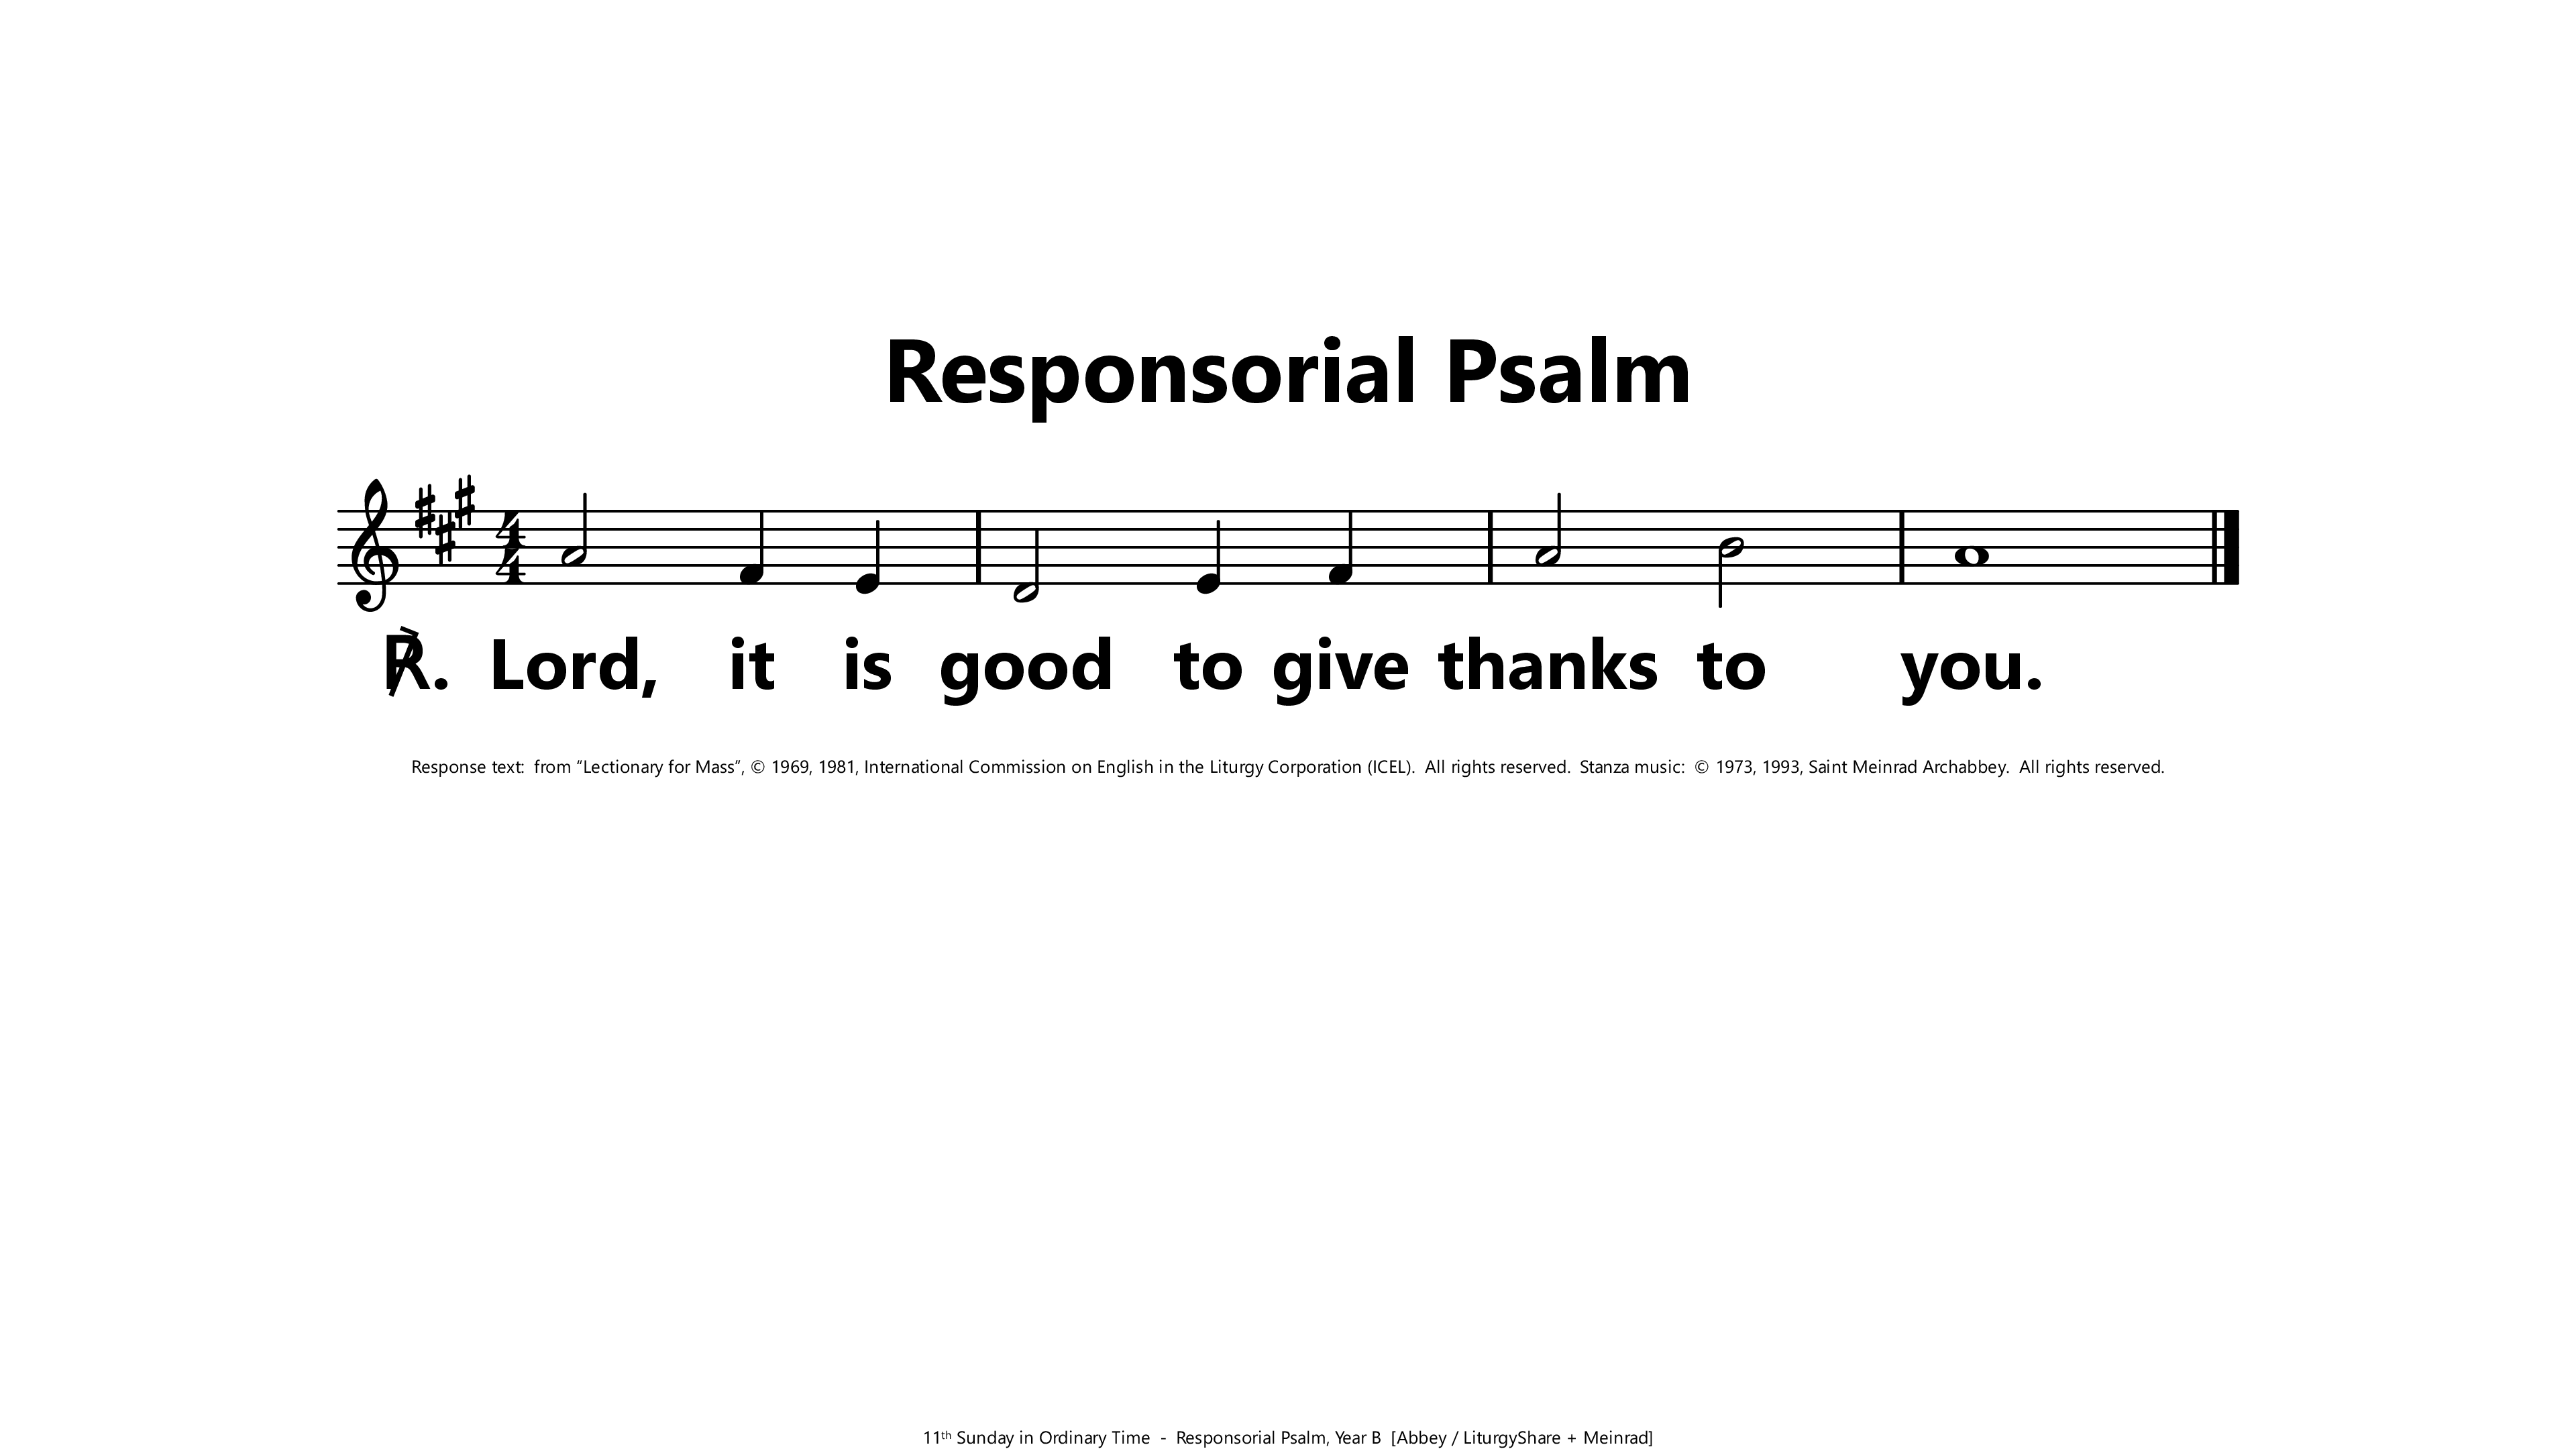 Responsorial Psalm
℟. Lord, it is good to give thanks to you.
Response text:  from “Lectionary for Mass”, © 1969, 1981, International Commission on English in the Liturgy Corporation (ICEL).  All rights reserved.  Stanza music:  © 1973, 1993, Saint Meinrad Archabbey.  All rights reserved.
11th Sunday in Ordinary Time  -  Responsorial Psalm, Year B  [Abbey / LiturgyShare + Meinrad]